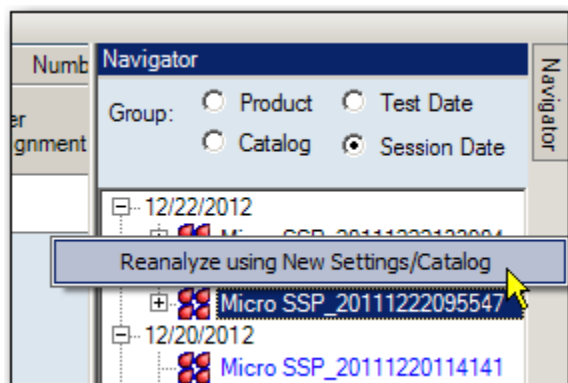 Numb
Navigator
Navigator
er
gnment
Group:
Product
Test Date
Catalog
Session Date
12/22/2012
Reanalyze using New Settings/Catalog
Micro SSP_20111222095547
12/20/2012
Micro SSP_20111220114141